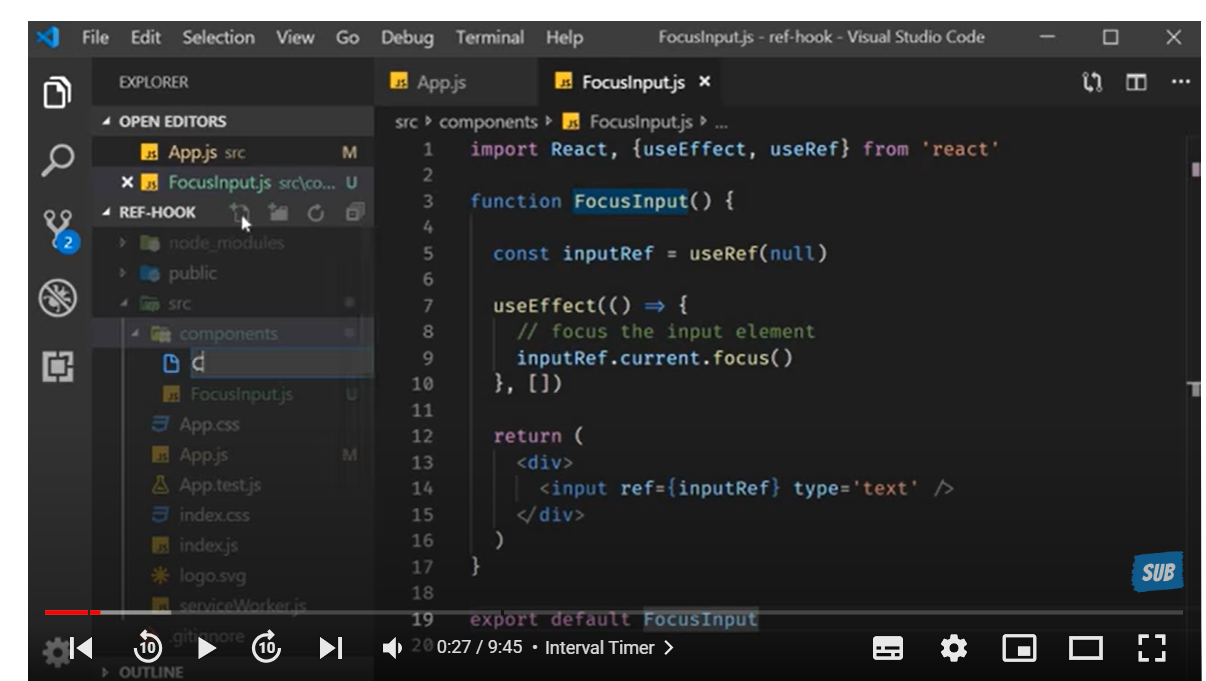 File Edit Selection View Go Debug Terminal Help FocusInput.js - ref-hook - Visual Studio Code
EXPLORER
OPEN EDITORS
App.js src M
FocusInput.js src\co... U
REF-HOOK
node_modules
public
src
components
C
FocusInput.js U
App.css
App.js M
App.test.js
index.css
index.js
logo.svg
serviceWorker.js
.gitignore
OUTLINE
2
App.js FocusInput.js
src components FocusInput.js ...
1 import React, {useEffect, useRef} from 'react'
2
3 function FocusInput() {
4
5 const inputRef = useRef(null)
6
7 useEffect(() => {
8 // focus the input element
9 inputRef.current.focus()
10 }, [])
11
12 return (
13 <div>
14 <input ref={inputRef} type='text' />
15 </div>
16 )
17 }
18
19 export default FocusInput
20
SUB
10 10 0:27 / 9:45 • Interval Timer